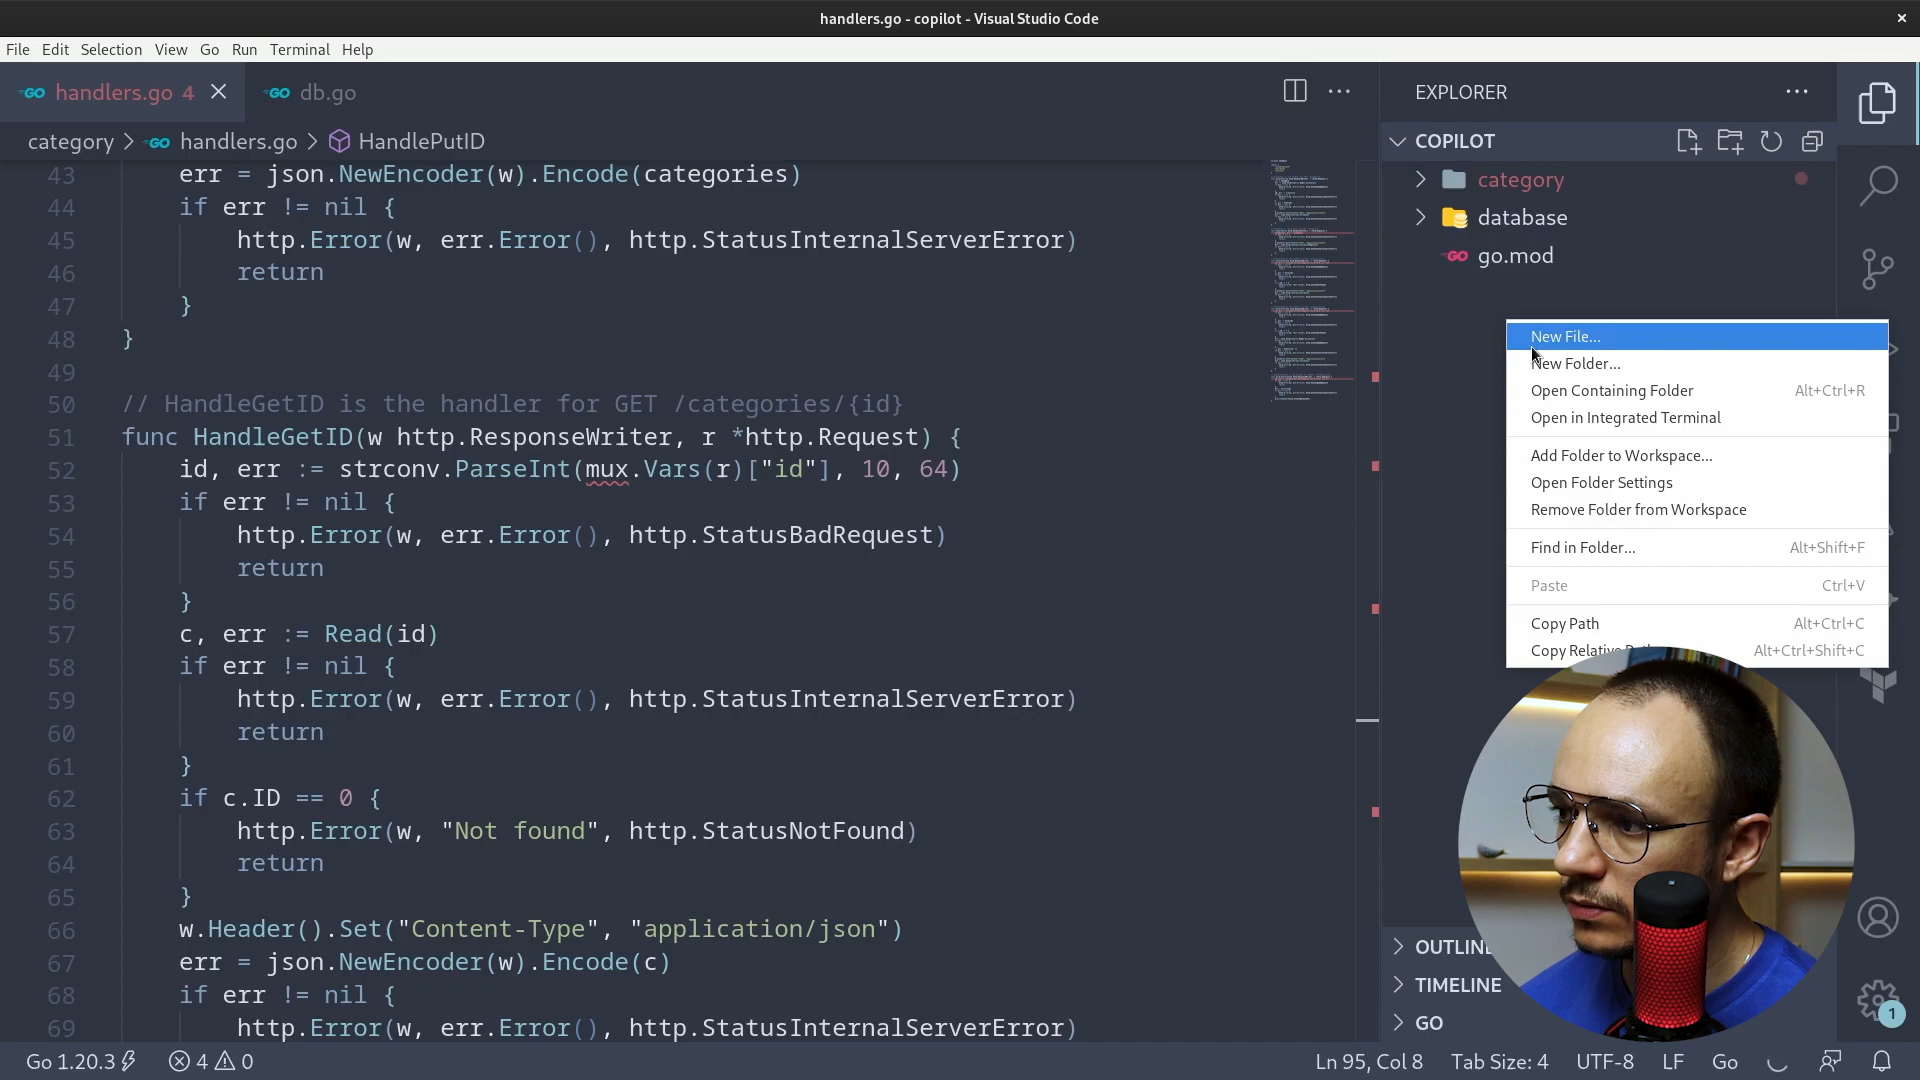 handlers.go - copilot - Visual Studio Code
File Edit Selection View Go Run Terminal Help
GO handlers.go 4 GO db.go
category > GO handlers.go > HandlePutID
43 err = json.NewEncoder(w).Encode(categories)
44 if err != nil {
45 http.Error(w, err.Error(), http.StatusInternalServerError)
46 return
47 }
48 }
49
50 // HandleGetID is the handler for GET /categories/{id}
51 func HandleGetID(w http.ResponseWriter, r *http.Request) {
52 id, err := strconv.ParseInt(mux.Vars(r)["id"], 10, 64)
53 if err != nil {
54 http.Error(w, err.Error(), http.StatusBadRequest)
55 return
56 }
57 c, err := Read(id)
58 if err != nil {
59 http.Error(w, err.Error(), http.StatusInternalServerError)
60 return
61 }
62 if c.ID == 0 {
63 http.Error(w, "Not found", http.StatusNotFound)
64 return
65 }
66 w.Header().Set("Content-Type", "application/json")
67 err = json.NewEncoder(w).Encode(c)
68 if err != nil {
69 http.Error(w, err.Error(), http.StatusInternalServerError)
EXPLORER
COPILOT
category
database
GO go.mod
New File...
New Folder...
Open Containing Folder Alt+Ctrl+R
Open in Integrated Terminal
Add Folder to Workspace...
Open Folder Settings
Remove Folder from Workspace
Find in Folder... Alt+Shift+F
Paste Ctrl+V
Copy Path Alt+Ctrl+C
Copy Relative Alt+Ctrl+Shift+C
OUTLINE
TIMELINE
GO
1
Go 1.20.3 4 0 Ln 95, Col 8 Tab Size: 4 UTF-8 LF Go